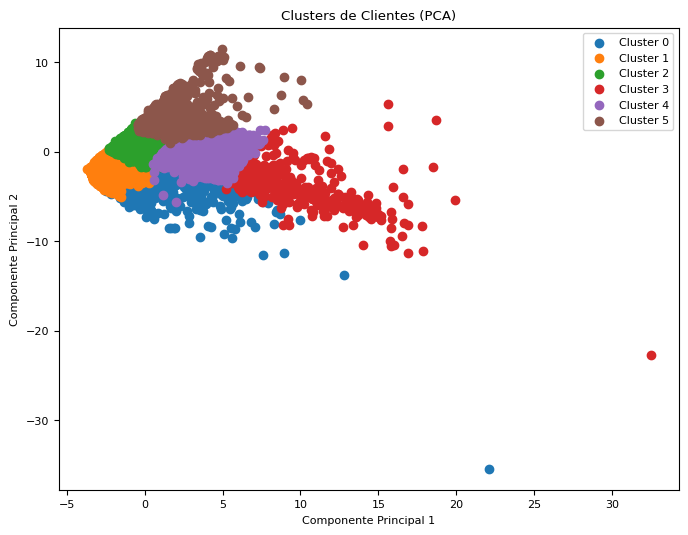 Clusters de Clientes (PCA)
Cluster 0
Cluster 1
Cluster 2
Cluster 3
Cluster 4
Cluster 5
Componente Principal 2
10
0
−10
−20
−30
−5
0
5
10
15
20
25
30
Componente Principal 1